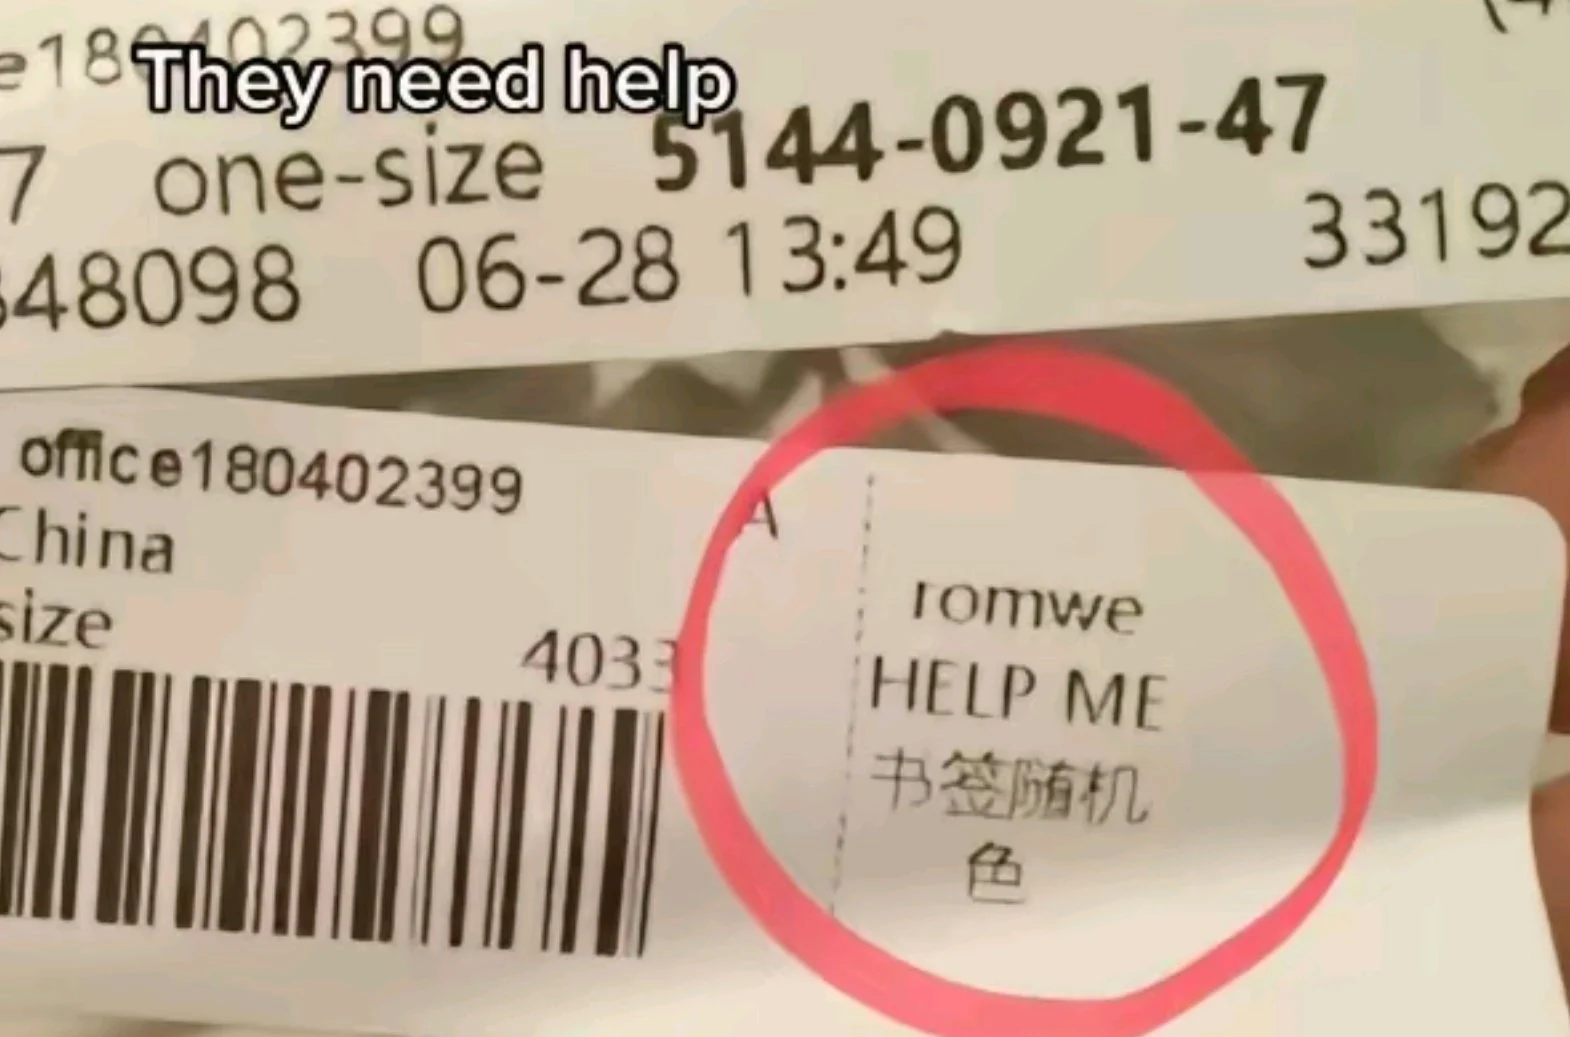 e180402399
They need help
7 one-size 5144-0921-47
48098 06-28 13:49 33192
office180402399
China
size
4033
A
romwe
HELP ME
书签随机
色